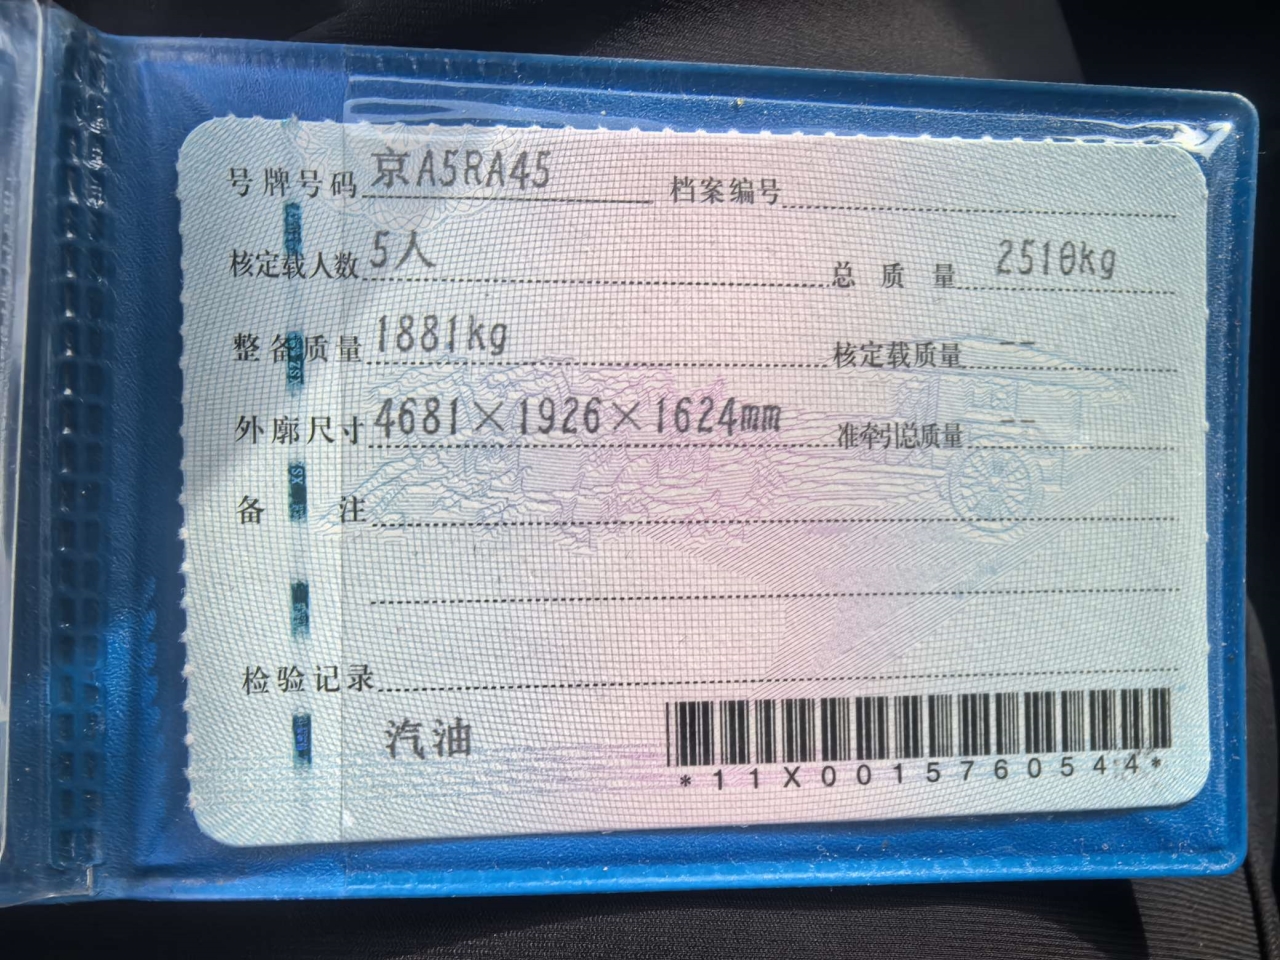 号牌号码 京A5RA45 档案编号
核定载人数 5人 总质量 2510kg
整备质量 1881kg 核定载质量 --
外廓尺寸 4681×1926×1624mm 准牵引总质量 --
备注
检验记录
汽油
*11X0015760544*